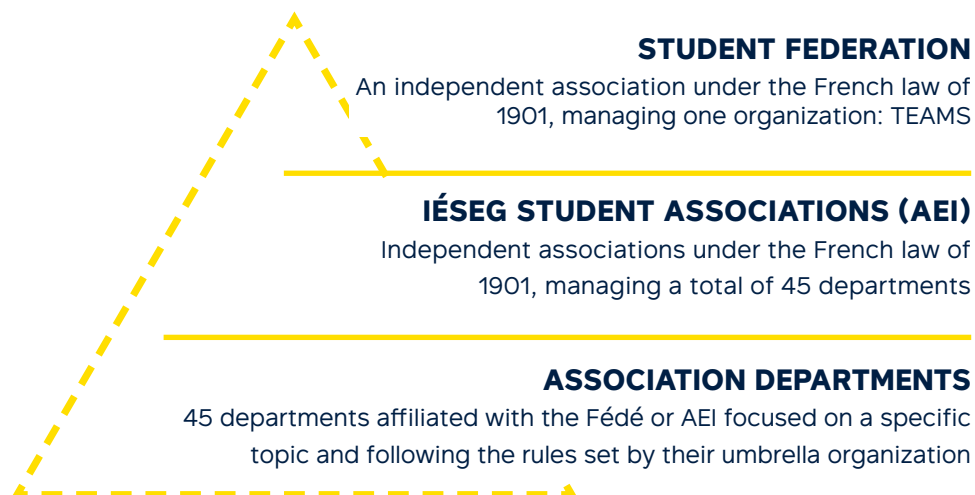 STUDENT FEDERATION
An independent association under the French law of
1901, managing one organization: TEAMS
IÉSEG STUDENT ASSOCIATIONS (AEI)
Independent associations under the French law of
1901, managing a total of 45 departments
ASSOCIATION DEPARTMENTS
45 departments affiliated with the Fédé or AEI focused on a specific
topic and following the rules set by their umbrella organization